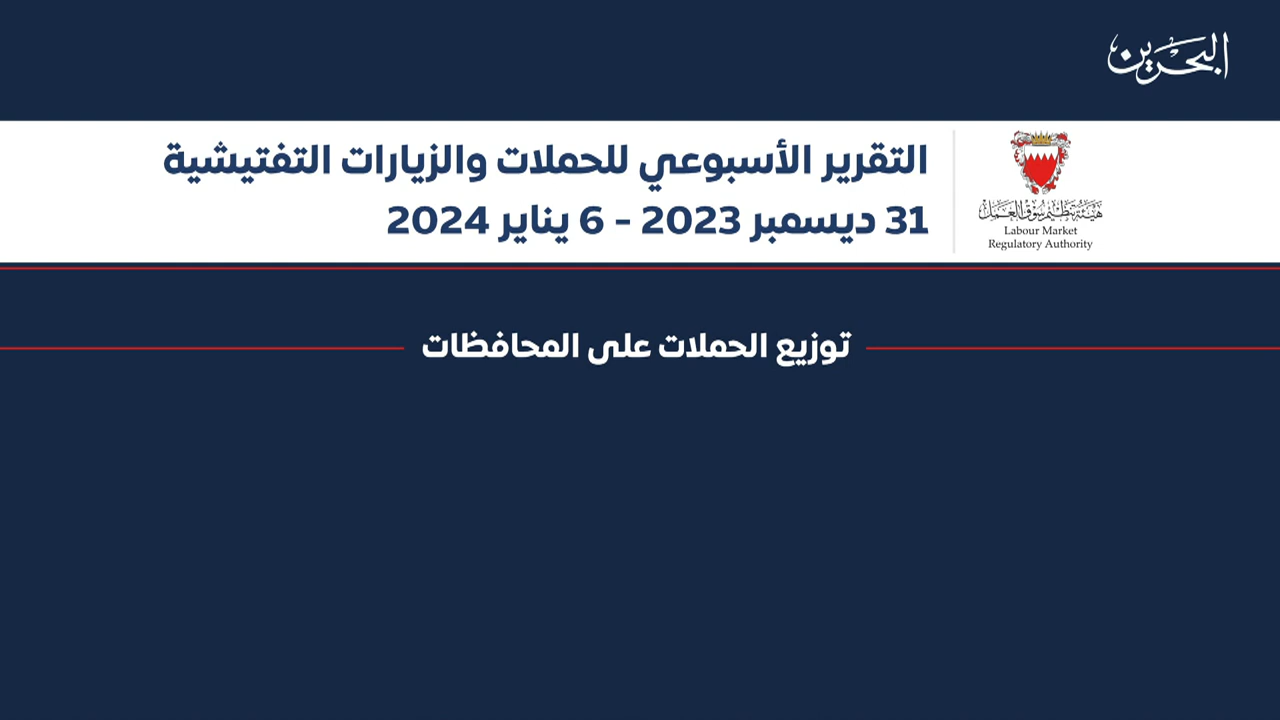 البحرين
التقرير الأسبوعي للحملات والزيارات التفتيشية
31 ديسمبر 2023 - 6 يناير 2024
هيئة تنظيم سوق العمل
Labour Market
Regulatory Authority
توزيع الحملات على المحافظات